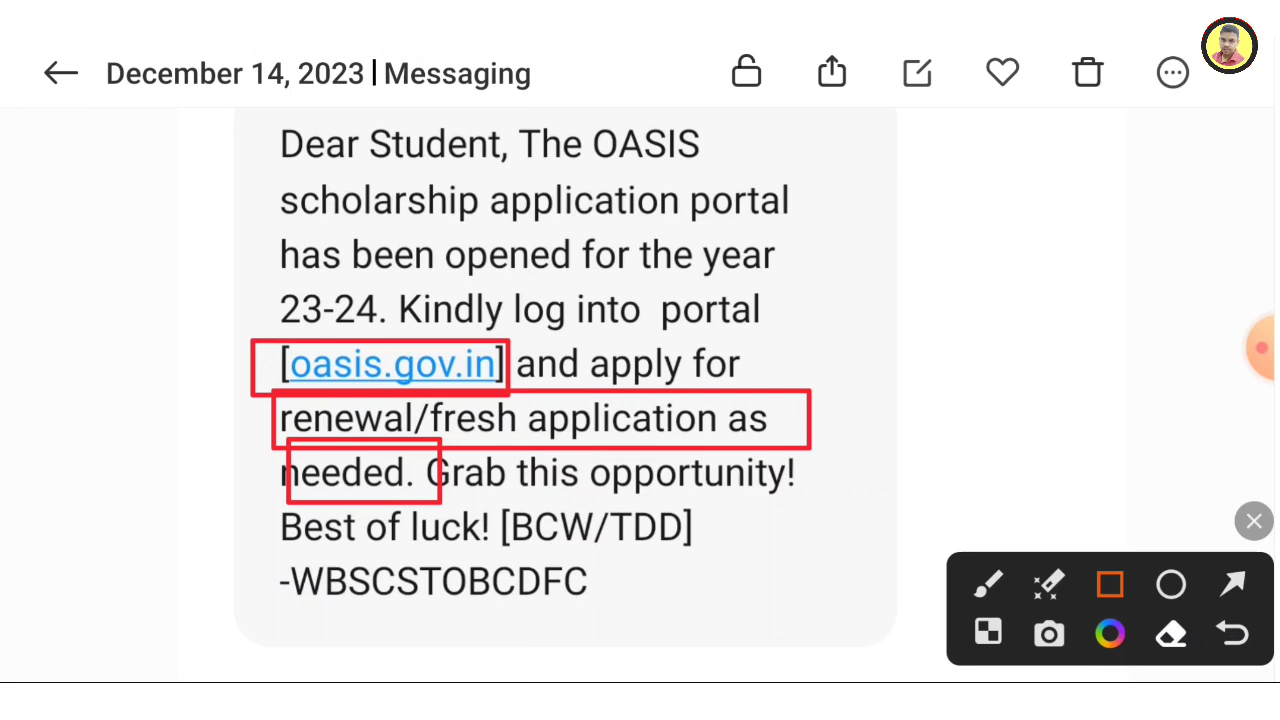 December 14, 2023 | Messaging
Dear Student, The OASIS
scholarship application portal
has been opened for the year
23-24. Kindly log into  portal
[oasis.gov.in] and apply for
renewal/fresh application as
needed. Grab this opportunity!
Best of luck! [BCW/TDD]
-WBSCSTOBCDFC